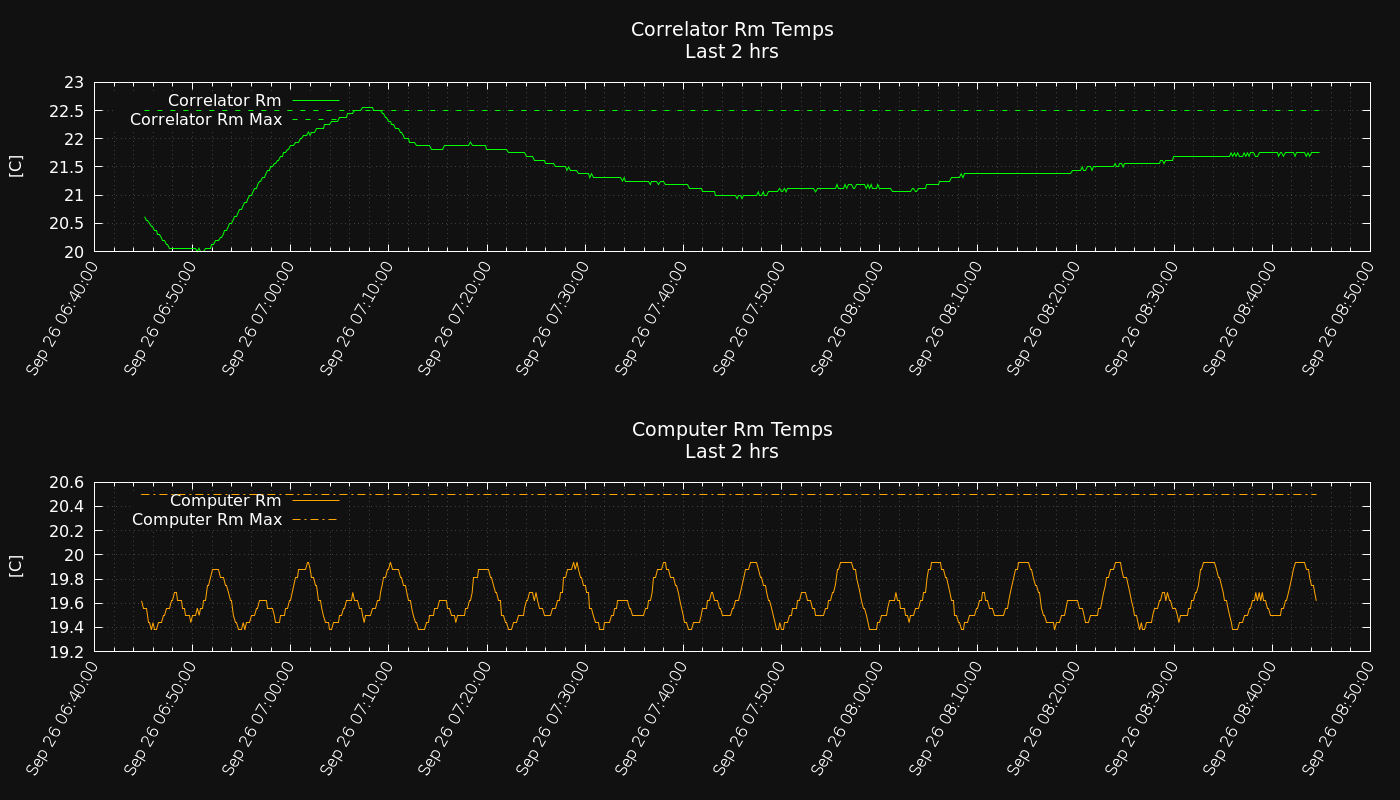 Correlator Rm Temps
Last 2 hrs
23
22.5
22
21.5
21
20.5
20
[C]
Correlator Rm
Correlator Rm Max
Sep 26 06:40:00
Sep 26 06:50:00
Sep 26 07:00:00
Sep 26 07:10:00
Sep 26 07:20:00
Sep 26 07:30:00
Sep 26 07:40:00
Sep 26 07:50:00
Sep 26 08:00:00
Sep 26 08:10:00
Sep 26 08:20:00
Sep 26 08:30:00
Sep 26 08:40:00
Sep 26 08:50:00
Computer Rm Temps
Last 2 hrs
20.6
20.4
20.2
20
19.8
19.6
19.4
19.2
[C]
Computer Rm
Computer Rm Max
Sep 26 06:40:00
Sep 26 06:50:00
Sep 26 07:00:00
Sep 26 07:10:00
Sep 26 07:20:00
Sep 26 07:30:00
Sep 26 07:40:00
Sep 26 07:50:00
Sep 26 08:00:00
Sep 26 08:10:00
Sep 26 08:20:00
Sep 26 08:30:00
Sep 26 08:40:00
Sep 26 08:50:00